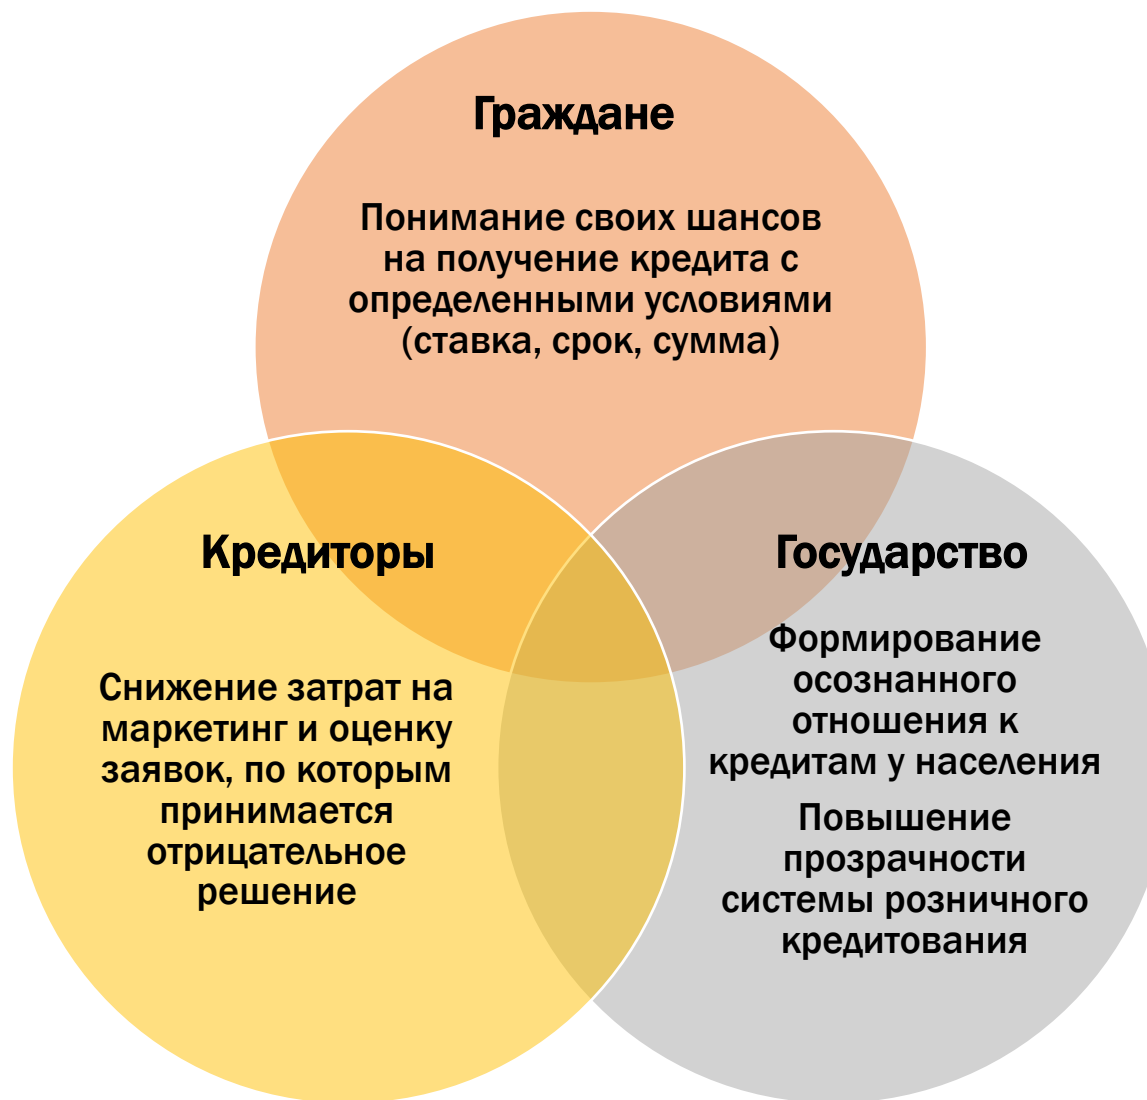 Граждане
Понимание своих шансов
на получение кредита с
определенными условиями
(ставка, срок, сумма)
Кредиторы
Снижение затрат на
маркетинг и оценку
заявок, по которым
принимается
отрицательное
решение
Государство
Формирование
осознанного
отношения к
кредитам у населения
Повышение
прозрачности
системы розничного
кредитования